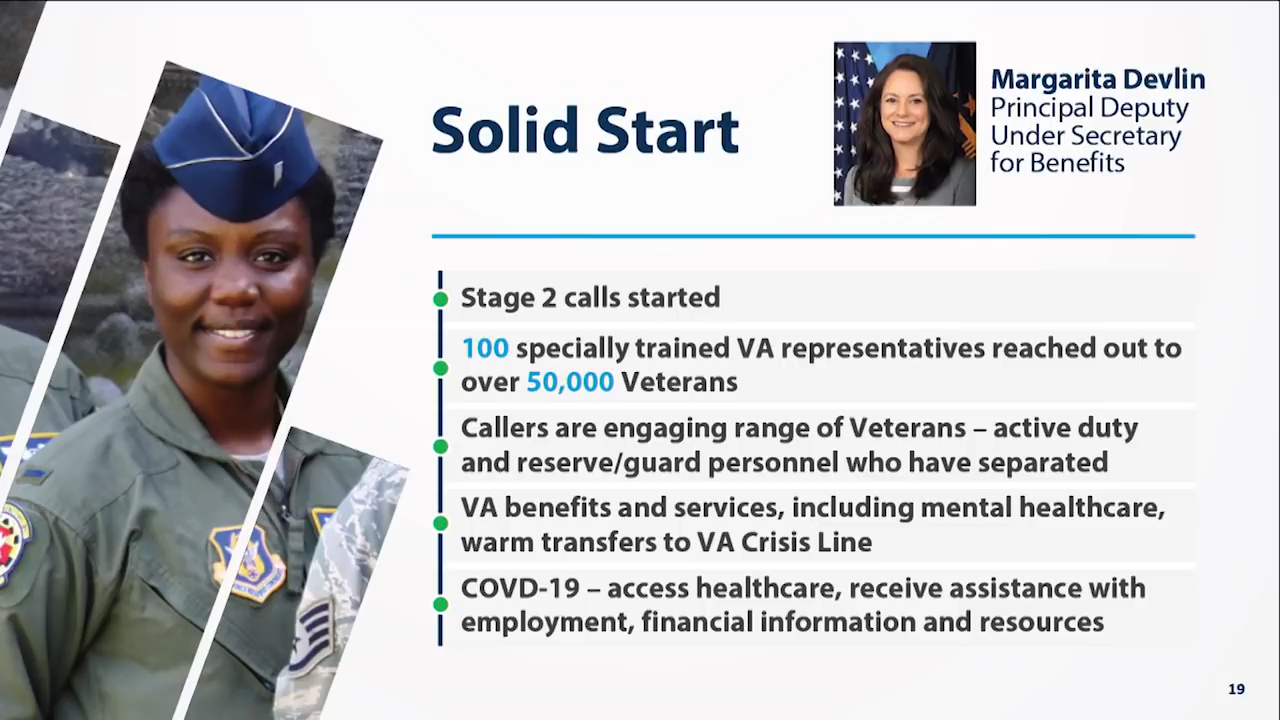 Solid Start
Margarita Devlin
Principal Deputy
Under Secretary
for Benefits
Stage 2 calls started
100 specially trained VA representatives reached out to
over 50,000 Veterans
Callers are engaging range of Veterans – active duty
and reserve/guard personnel who have separated
VA benefits and services, including mental healthcare,
warm transfers to VA Crisis Line
COVD-19 – access healthcare, receive assistance with
employment, financial information and resources
19